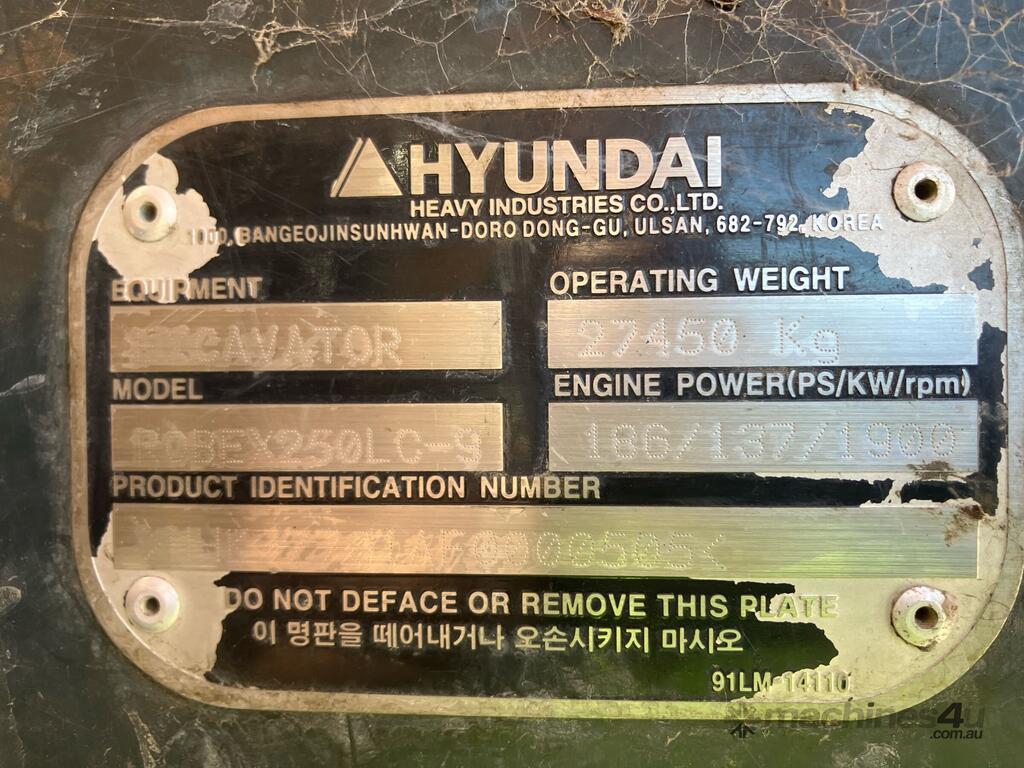 HYUNDAI
HEAVY INDUSTRIES CO.,LTD.
1000, BANGEOJINSUNHWAN-DORO DONG-GU, ULSAN, 682-792, KOREA
EQUIPMENT
OPERATING WEIGHT
EXCAVATOR
27450 Kg
MODEL
ENGINE POWER(PS/KW/rpm)
ROBEX250LC-9
186/137/1900
PRODUCT IDENTIFICATION NUMBER
DO NOT DEFACE OR REMOVE THIS PLATE
이 명판을 떼어내거나 오손시키지 마시오
91LM-14110
machines4u
.com.au